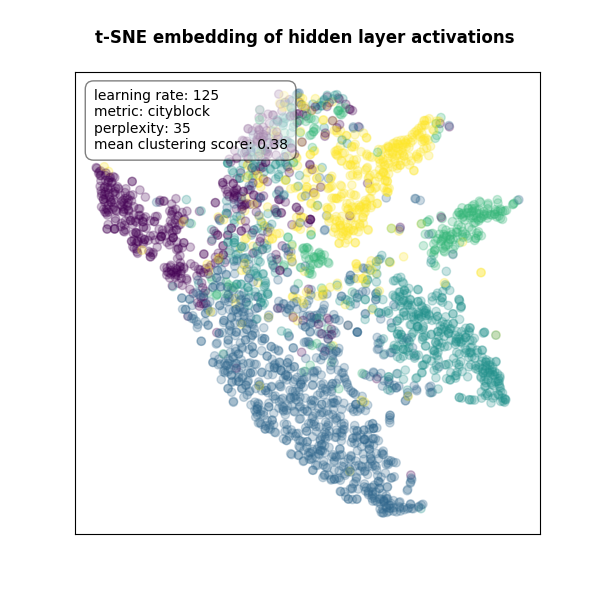 t-SNE embedding of hidden layer activations
learning rate: 125
metric: cityblock
perplexity: 35
mean clustering score: 0.38